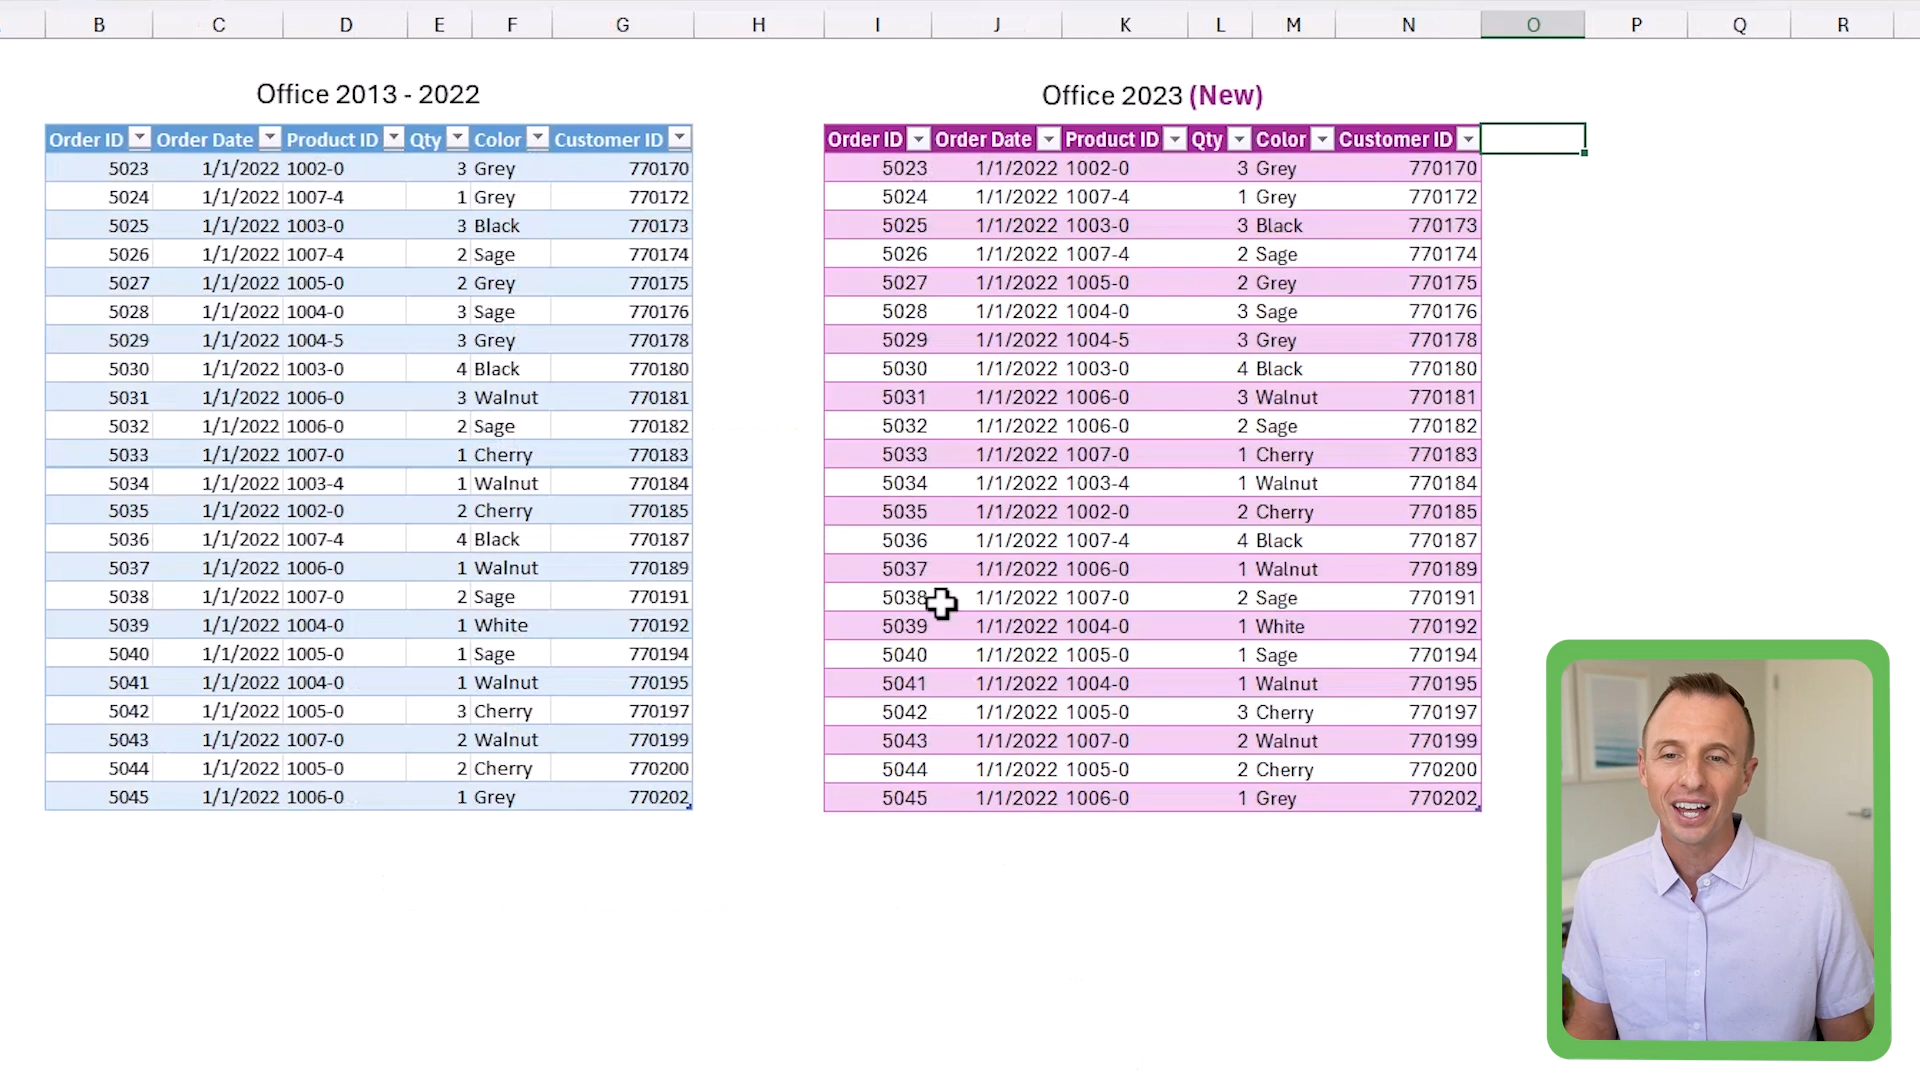 B C D E F G H I J K L M N O P Q R
Office 2013 - 2022 Office 2023 (New)
Order ID Order Date Product ID Qty Color Customer ID Order ID Order Date Product ID Qty Color Customer ID
5023 1/1/2022 1002-0 3 Grey 770170 5023 1/1/2022 1002-0 3 Grey 770170
5024 1/1/2022 1007-4 1 Grey 770172 5024 1/1/2022 1007-4 1 Grey 770172
5025 1/1/2022 1003-0 3 Black 770173 5025 1/1/2022 1003-0 3 Black 770173
5026 1/1/2022 1007-4 2 Sage 770174 5026 1/1/2022 1007-4 2 Sage 770174
5027 1/1/2022 1005-0 2 Grey 770175 5027 1/1/2022 1005-0 2 Grey 770175
5028 1/1/2022 1004-0 3 Sage 770176 5028 1/1/2022 1004-0 3 Sage 770176
5029 1/1/2022 1004-5 3 Grey 770178 5029 1/1/2022 1004-5 3 Grey 770178
5030 1/1/2022 1003-0 4 Black 770180 5030 1/1/2022 1003-0 4 Black 770180
5031 1/1/2022 1006-0 3 Walnut 770181 5031 1/1/2022 1006-0 3 Walnut 770181
5032 1/1/2022 1006-0 2 Sage 770182 5032 1/1/2022 1006-0 2 Sage 770182
5033 1/1/2022 1007-0 1 Cherry 770183 5033 1/1/2022 1007-0 1 Cherry 770183
5034 1/1/2022 1003-4 1 Walnut 770184 5034 1/1/2022 1003-4 1 Walnut 770184
5035 1/1/2022 1002-0 2 Cherry 770185 5035 1/1/2022 1002-0 2 Cherry 770185
5036 1/1/2022 1007-4 4 Black 770187 5036 1/1/2022 1007-4 4 Black 770187
5037 1/1/2022 1006-0 1 Walnut 770189 5037 1/1/2022 1006-0 1 Walnut 770189
5038 1/1/2022 1007-0 2 Sage 770191 5038 1/1/2022 1007-0 2 Sage 770191
5039 1/1/2022 1004-0 1 White 770192 5039 1/1/2022 1004-0 1 White 770192
5040 1/1/2022 1005-0 1 Sage 770194 5040 1/1/2022 1005-0 1 Sage 770194
5041 1/1/2022 1004-0 1 Walnut 770195 5041 1/1/2022 1004-0 1 Walnut 770195
5042 1/1/2022 1005-0 3 Cherry 770197 5042 1/1/2022 1005-0 3 Cherry 770197
5043 1/1/2022 1007-0 2 Walnut 770199 5043 1/1/2022 1007-0 2 Walnut 770199
5044 1/1/2022 1005-0 2 Cherry 770200 5044 1/1/2022 1005-0 2 Cherry 770200
5045 1/1/2022 1006-0 1 Grey 770202 5045 1/1/2022 1006-0 1 Grey 770202